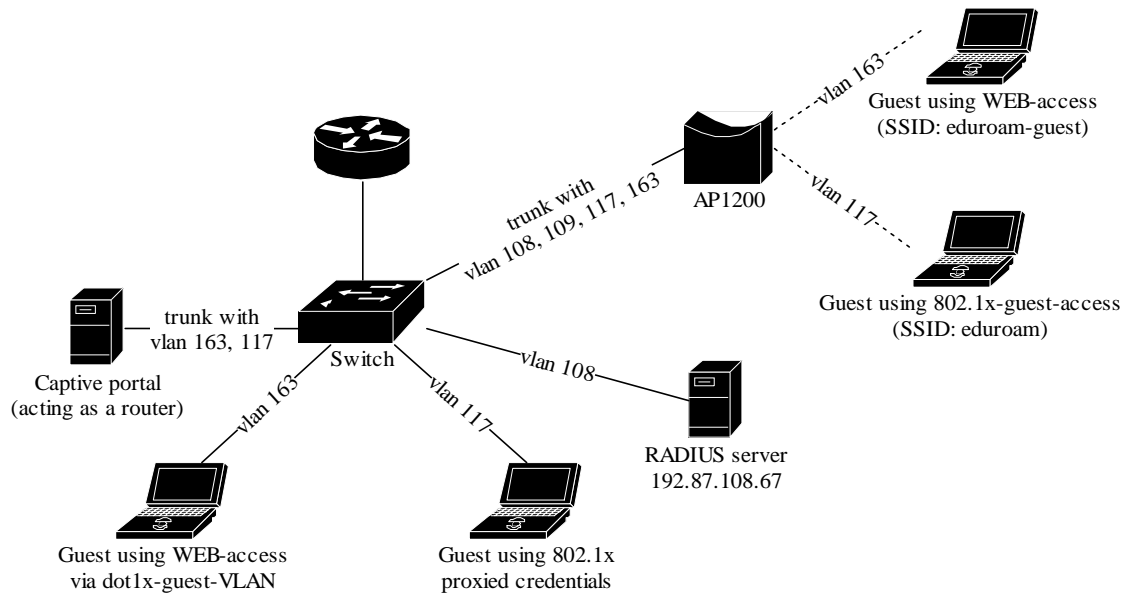 vlan 163
Guest using WEB-access
(SSID: eduroam-guest)
trunk with
vlan 108, 109, 117, 163
AP1200
vlan 117
Guest using 802.1x-guest-access
(SSID: eduroam)
trunk with
vlan 163, 117
Switch
Captive portal
(acting as a router)
vlan 163
vlan 117
vlan 108
RADIUS server
192.87.108.67
Guest using WEB-access
via dot1x-guest-VLAN
Guest using 802.1x
proxied credentials